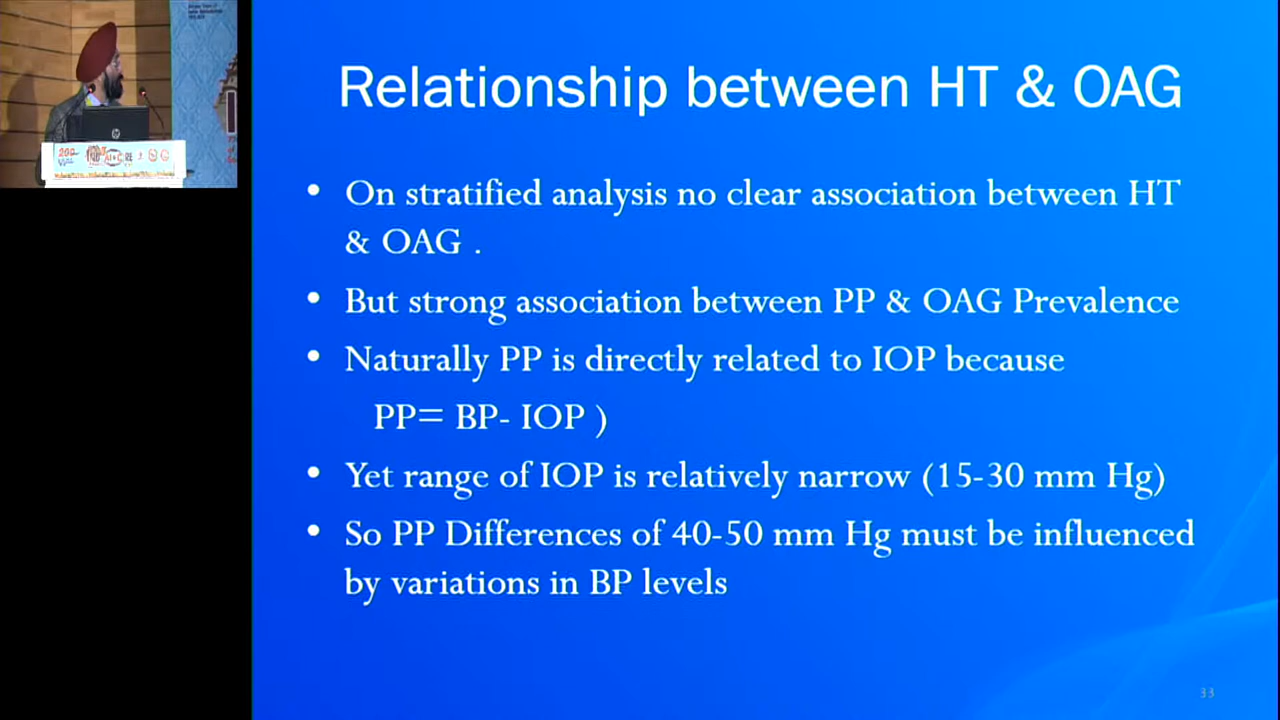 Relationship between HT & OAG
• On stratified analysis no clear association between HT
& OAG .
• But strong association between PP & OAG Prevalence
• Naturally PP is directly related to IOP because
PP= BP- IOP )
• Yet range of IOP is relatively narrow (15-30 mm Hg)
• So PP Differences of 40-50 mm Hg must be influenced
by variations in BP levels
33
hp